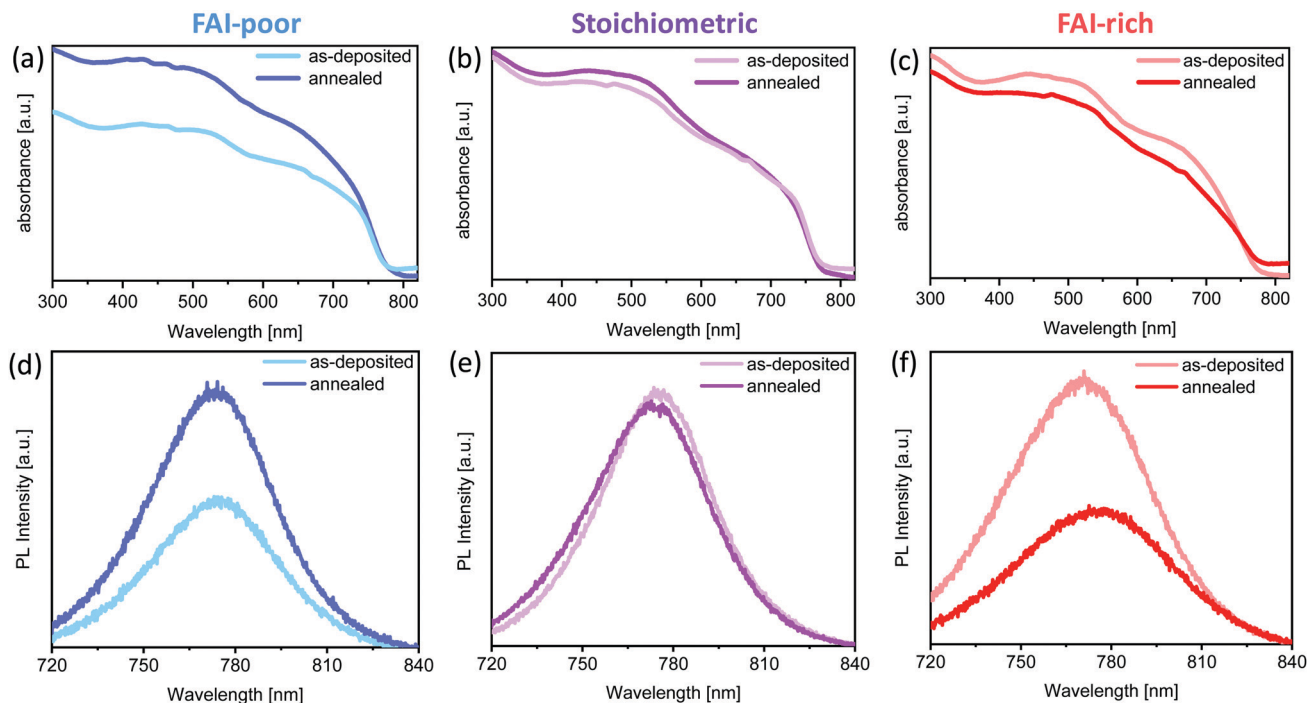 FAI-poor
Stoichiometric
FAI-rich
(a)
as-deposited
annealed
absorbance [a.u.]
300 400 500 600 700 800
Wavelength [nm]
(b)
as-deposited
annealed
absorbance [a.u.]
300 400 500 600 700 800
Wavelength [nm]
(c)
as-deposited
annealed
absorbance [a.u.]
300 400 500 600 700 800
Wavelength [nm]
(d)
as-deposited
annealed
PL Intensity [a.u.]
720 750 780 810 840
Wavelength [nm]
(e)
as-deposited
annealed
PL Intensity [a.u.]
720 750 780 810 840
Wavelength [nm]
(f)
as-deposited
annealed
PL Intensity [a.u.]
720 750 780 810 840
Wavelength [nm]